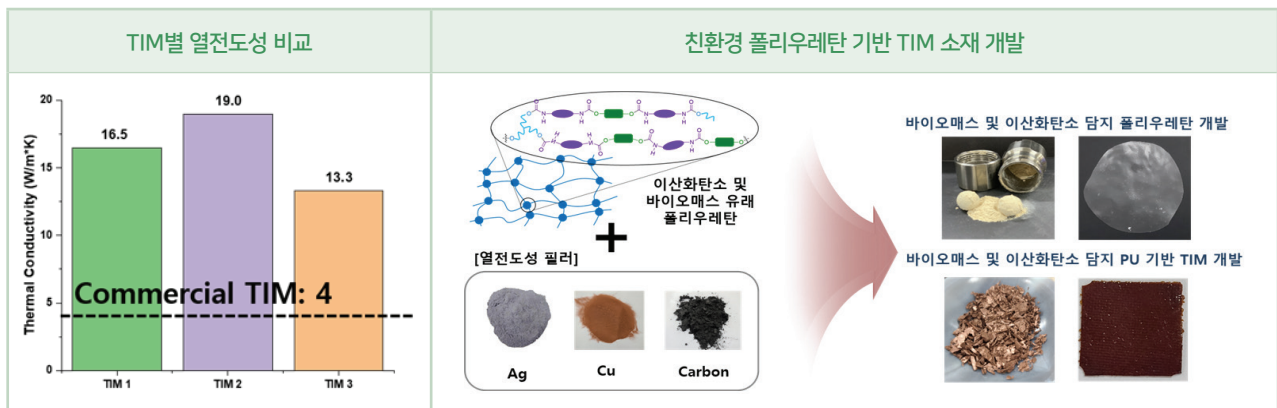 TIM별 열전도성 비교
친환경 폴리우레탄 기반 TIM 소재 개발
Thermal Conductivity (W/m*K)
20
15
10
5
0
16.5
19.0
13.3
Commercial TIM: 4
TIM 1
TIM 2
TIM 3
이산화탄소 및
바이오매스 유래
폴리우레탄
+
[열전도성 필러]
Ag
Cu
Carbon
바이오매스 및 이산화탄소 담지 폴리우레탄 개발
바이오매스 및 이산화탄소 담지 PU 기반 TIM 개발